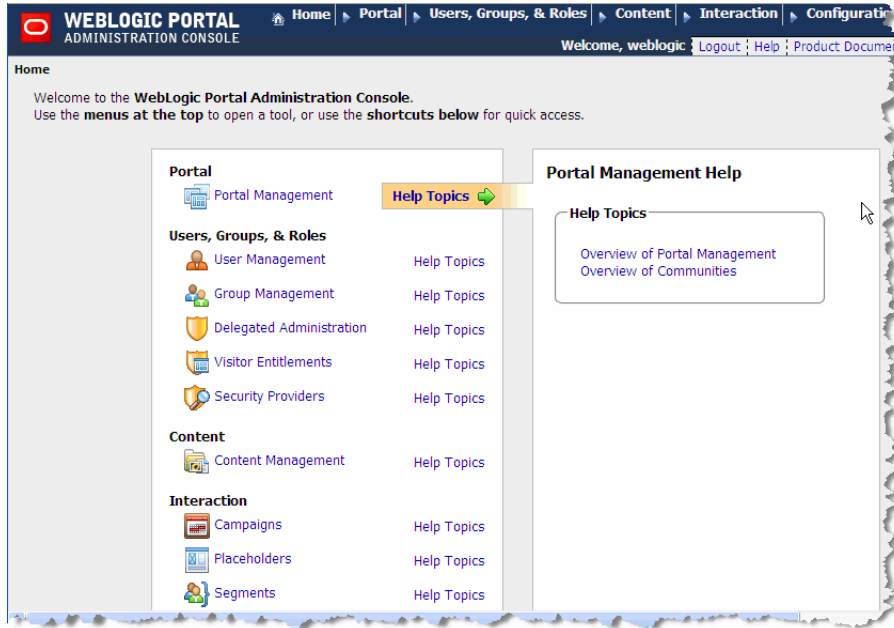 WEBLOGIC PORTAL
ADMINISTRATION CONSOLE
Home Portal Users, Groups, & Roles Content Interaction
Welcome, weblogic Logout Help Product
Home
Welcome to the WebLogic Portal Administration Console.
Use the menus at the top to open a tool, or use the shortcuts below for quick access.
Portal
Portal Management Help Topics
Users, Groups, & Roles
User Management Help Topics
Group Management Help Topics
Delegated Administration Help Topics
Visitor Entitlements Help Topics
Security Providers Help Topics
Content
Content Management Help Topics
Interaction
Campaigns Help Topics
Placeholders Help Topics
Segments Help Topics
Portal Management Help
Help Topics
Overview of Portal Management
Overview of Communities